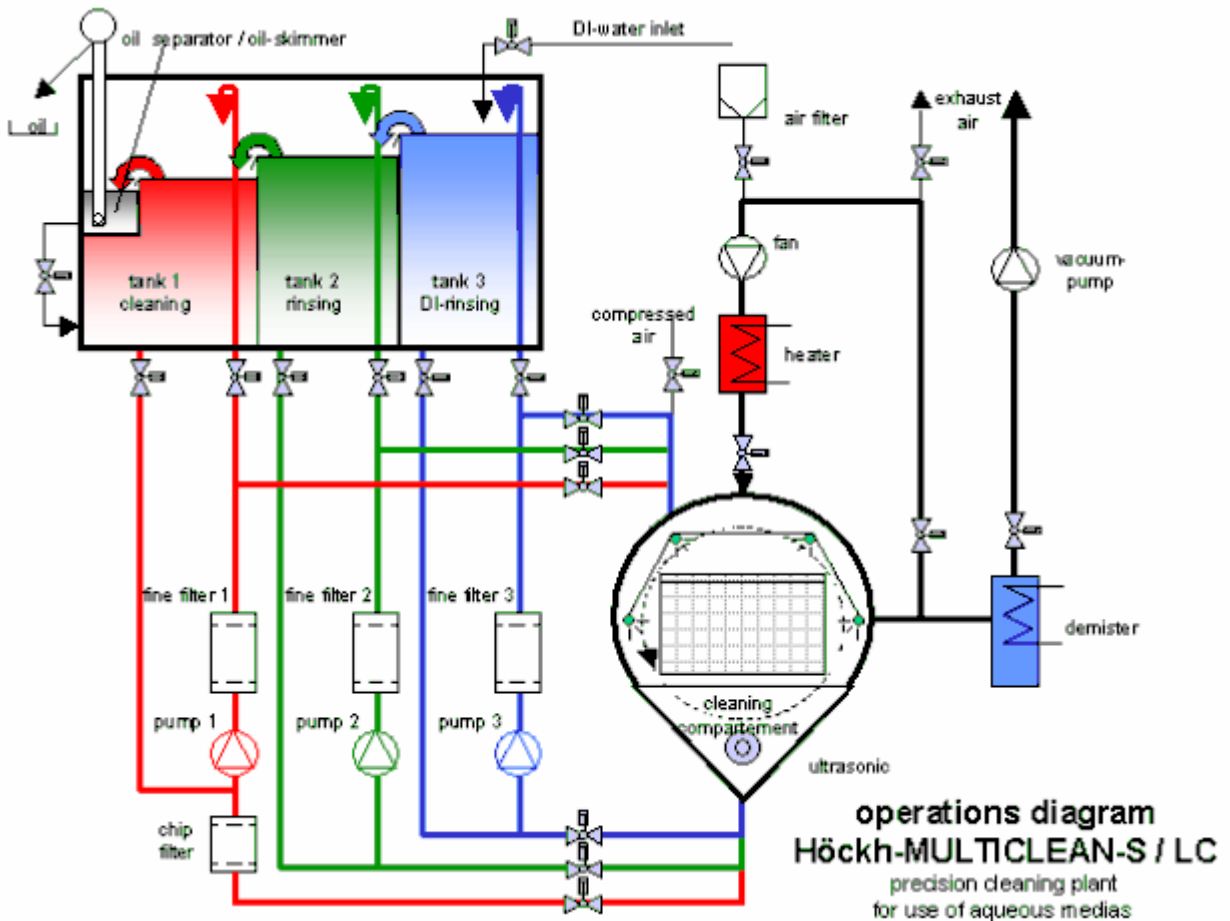 oil separator / oil-skimmer
DI-water inlet
oil
air filter
exhaust
air
fan
vacuum-
pump
tank 1
cleaning
tank 2
rinsing
tank 3
DI-rinsing
compressed
air
heater
fine filter 1
fine filter 2
fine filter 3
demister
pump 1
pump 2
pump 3
cleaning
compartement
ultrasonic
chip
filter
operations diagram
Höckh-MULTICLEAN-S / LC
precision cleaning plant
for use of aqueous medias